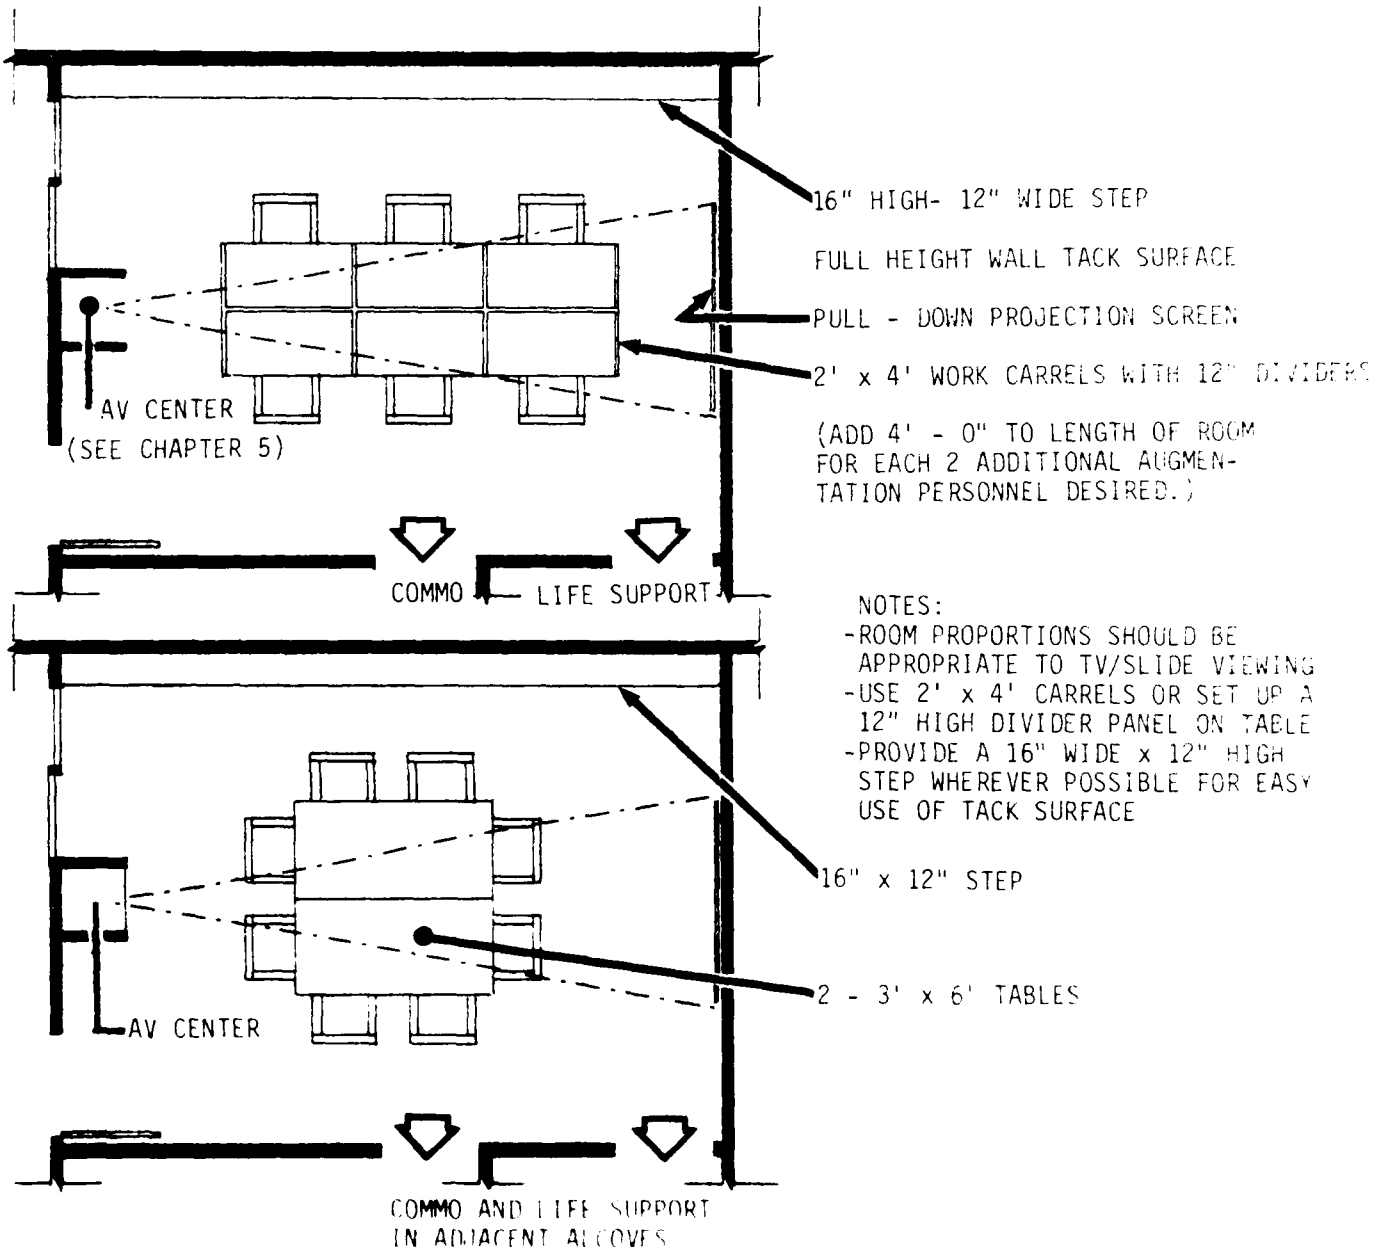 16" HIGH- 12" WIDE STEP
FULL HEIGHT WALL TACK SURFACE
PULL - DOWN PROJECTION SCREEN
2' x 4' WORK CARRELS WITH 12" DIVIDERS
(ADD 4' - 0" TO LENGTH OF ROOM
FOR EACH 2 ADDITIONAL AUGMEN-
TATION PERSONNEL DESIRED.)
AV CENTER
(SEE CHAPTER 5)
COMMO
LIFE SUPPORT
NOTES:
-ROOM PROPORTIONS SHOULD BE
APPROPRIATE TO TV/SLIDE VIEWING
-USE 2' x 4' CARRELS OR SET UP A
12" HIGH DIVIDER PANEL ON TABLE
-PROVIDE A 16" WIDE x 12" HIGH
STEP WHEREVER POSSIBLE FOR EASY
USE OF TACK SURFACE
16" x 12" STEP
2 - 3' x 6' TABLES
AV CENTER
COMMO AND LIFE SUPPORT
IN ADJACENT ALCOVES